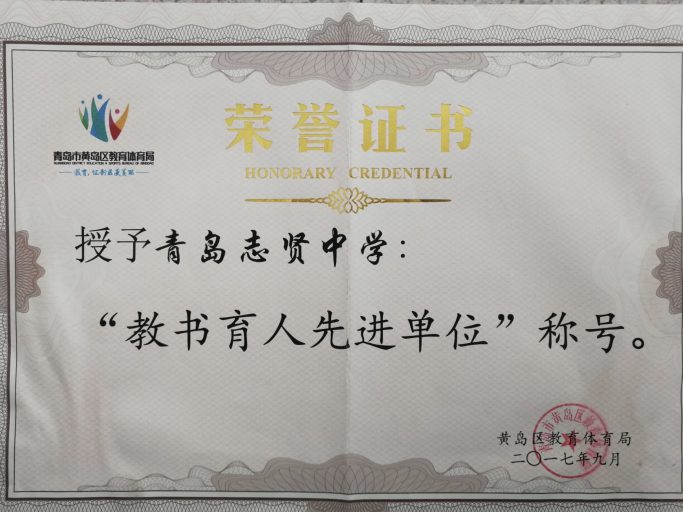 青岛市黄岛区教育体育局
荣誉证书
HONORARY CREDENTIAL
授予青岛志贤中学：
“教书育人先进单位”称号。
黄岛区教育体育局
二〇一七年九月